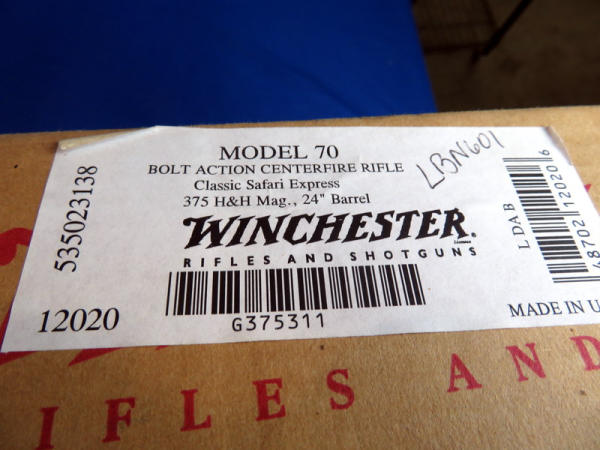 MODEL 70
BOLT ACTION CENTERFIRE RIFLE
Classic Safari Express
375 H&H Mag., 24" Barrel
LBN601
WINCHESTER
RIFLES AND SHOTGUNS
535023138
12020
G375311
LDAB
48702 12020 6
MADE IN U
IFLES AND